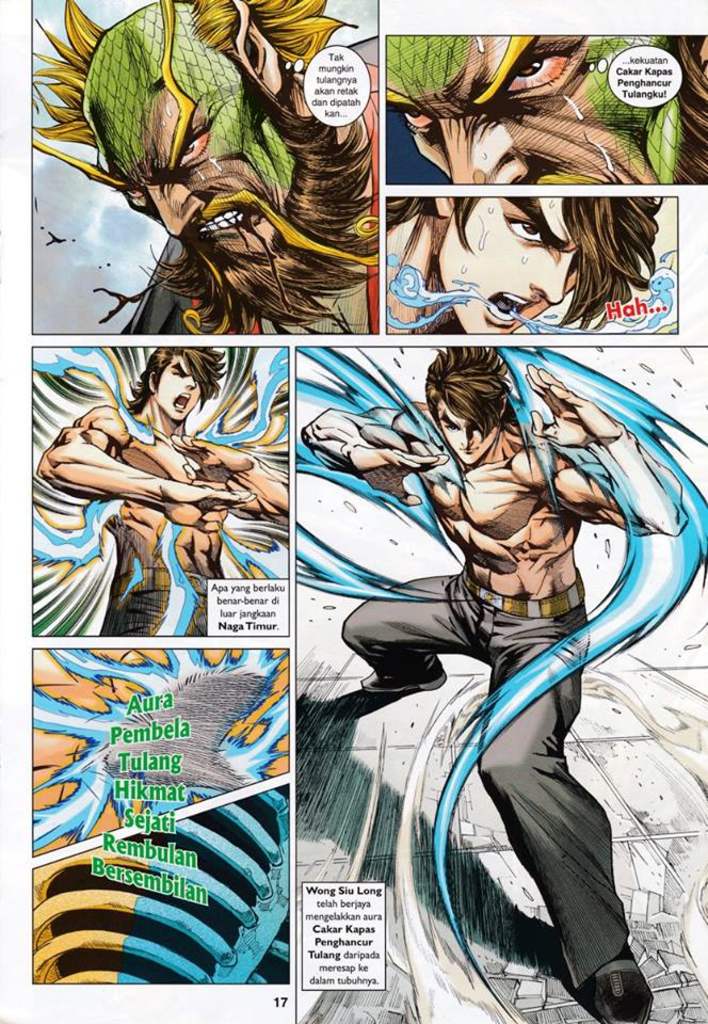 Tak
mungkin
tulangnya
akan retak
dan dipatah
kan...
...kekuatan
Cakar Kapas
Penghancur
Tulangku!
Hah...
Apa yang berlaku
benar-benar di
luar jangkaan
Naga Timur.
Aura
Pembela
Tulang
Hikmat
Sejati
Rembulan
Bersembilan
Wong Siu Long
telah berjaya
mengelakkan aura
Cakar Kapas
Penghancur
Tulang daripada
meresap ke
dalam tubuhnya.
17